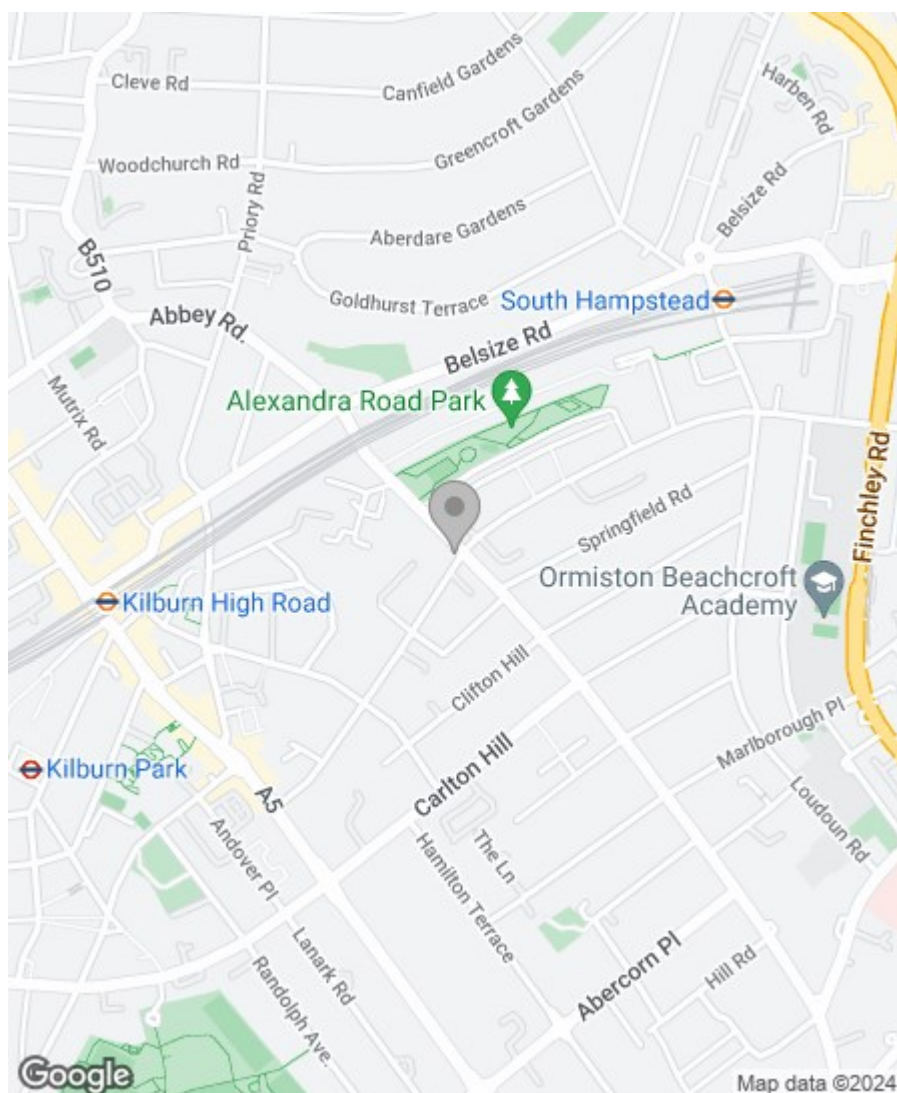 Cleve Rd
Canfield Gardens
Harben Rd
Greencroft Gardens
Woodchurch Rd
Priory Rd
Belsize Rd
Aberdare Gardens
B510
Goldhurst Terrace
South Hampstead
Abbey Rd.
Belsize Rd
Mutrix Rd
Alexandra Road Park
Finchley Rd
Springfield Rd
Ormiston Beachcroft
Academy
Kilburn High Road
Clifton Hill
Marlborough Pl
Kilburn Park
Carlton Hill
A5
Loudoun Rd
Andover Pl
The Ln
Hamilton Terrace
Lanark Rd
Randolph Ave.
Abercorn Pl
Hill Rd
Google
Map data ©2024